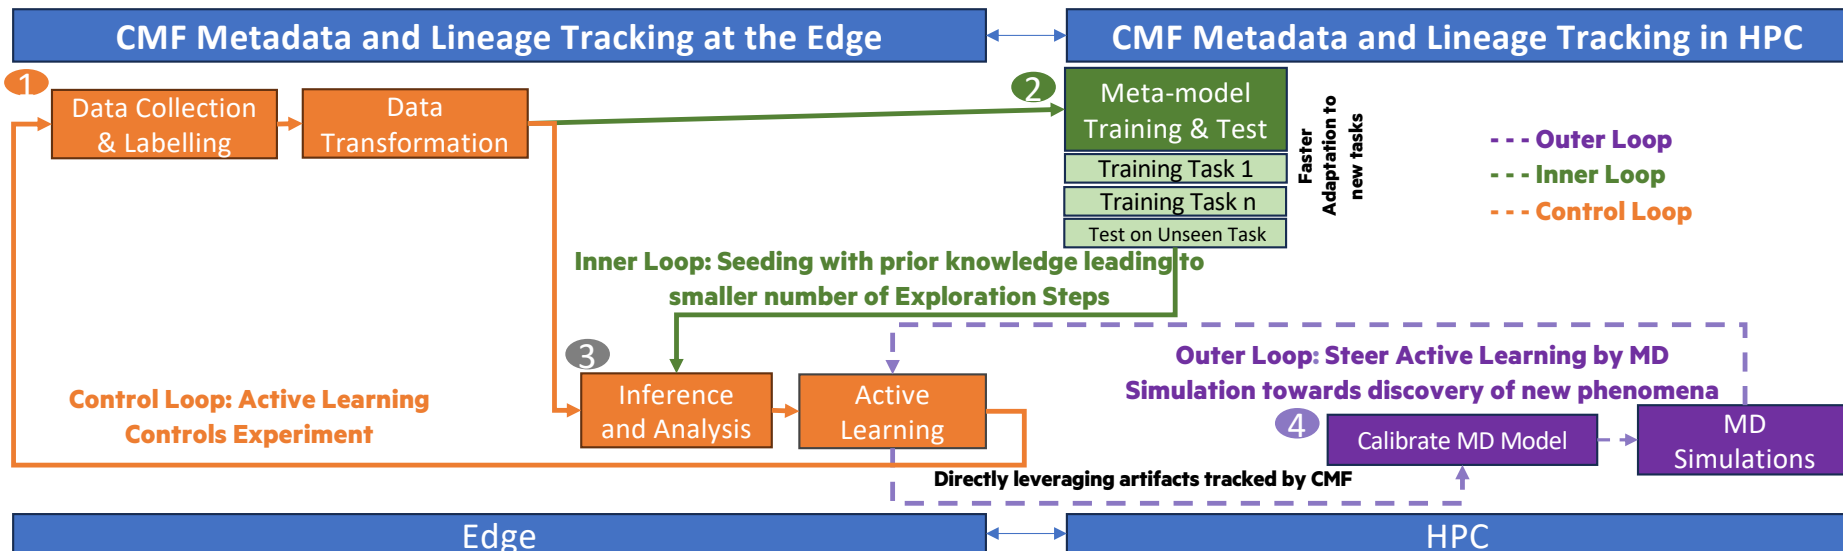 CMF Metadata and Lineage Tracking at the Edge
CMF Metadata and Lineage Tracking in HPC
1
Data Collection
& Labelling
Data
Transformation
2
Meta-model
Training & Test
Training Task 1
Training Task n
Test on Unseen Task
Faster
Adaptation to
new tasks
- - - Outer Loop
- - - Inner Loop
- - - Control Loop
Inner Loop: Seeding with prior knowledge leading to
smaller number of Exploration Steps
3
Inference
and Analysis
Active
Learning
Control Loop: Active Learning
Controls Experiment
Outer Loop: Steer Active Learning by MD
Simulation towards discovery of new phenomena
4
Calibrate MD Model
MD
Simulations
Directly leveraging artifacts tracked by CMF
Edge
HPC